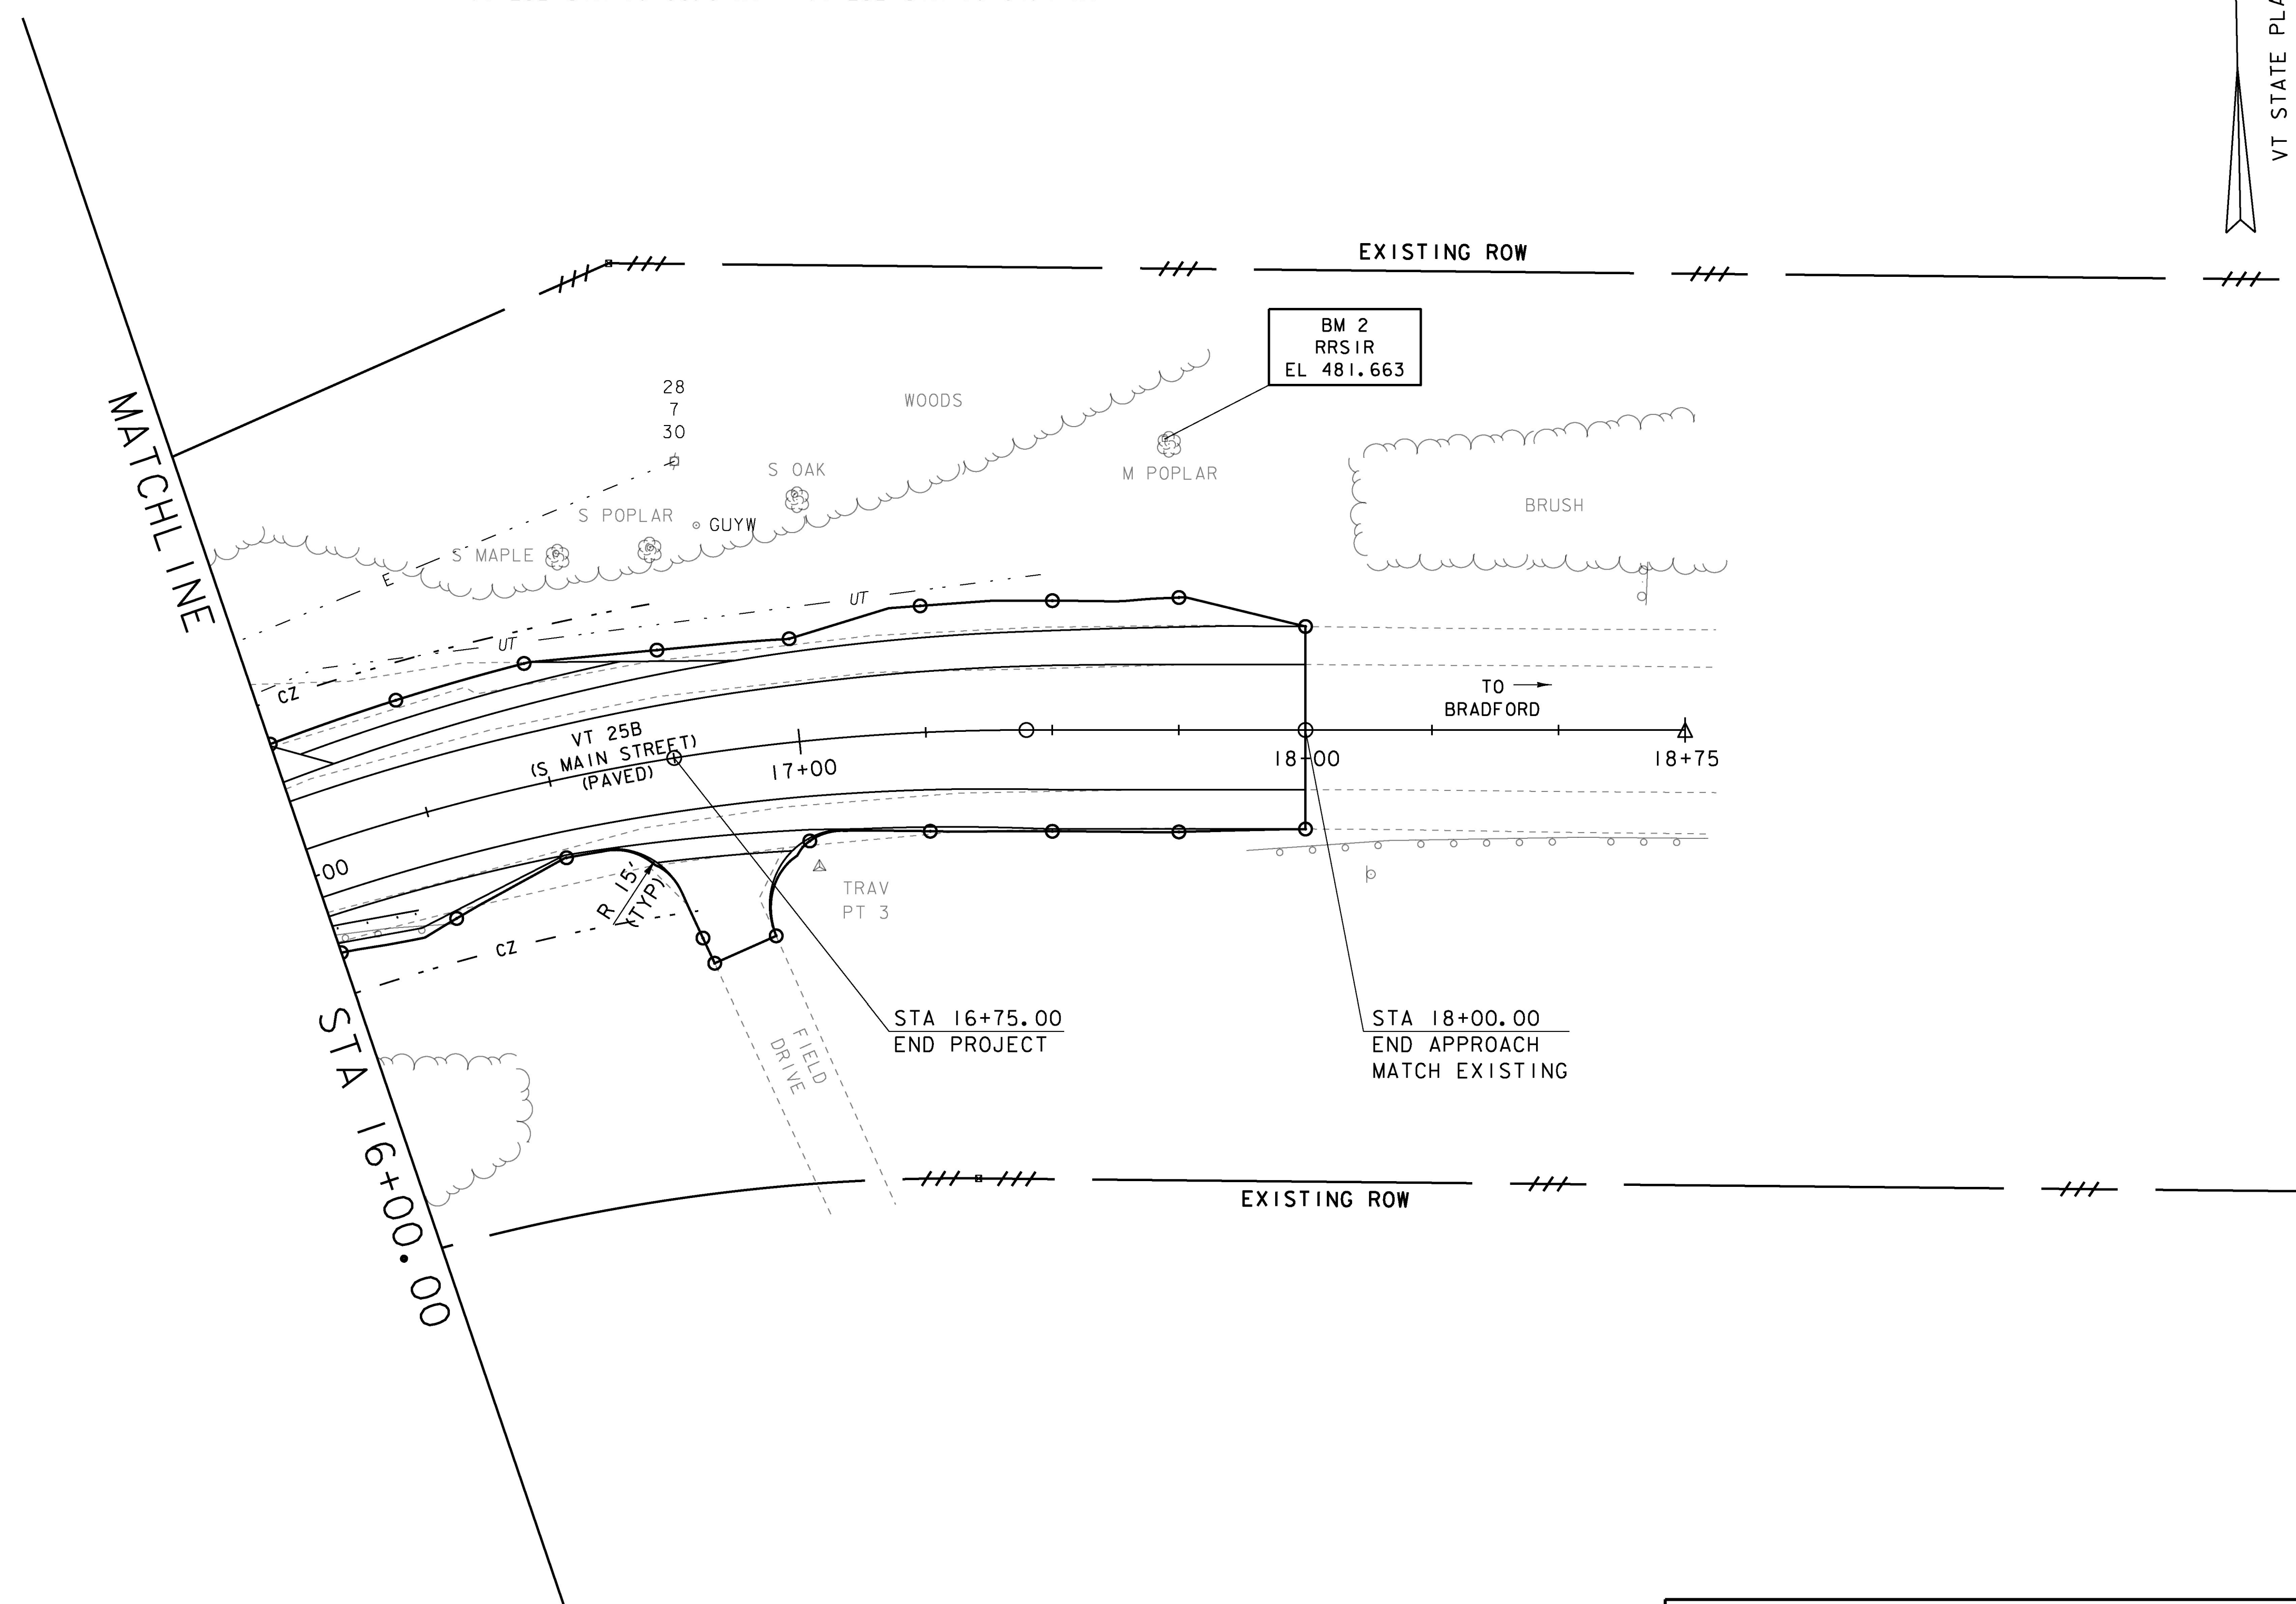 VT STATE PLA
EXISTING ROW
BM 2
RRSIR
EL 481.663
28
7
30
WOODS
S OAK
M POPLAR
S POPLAR
GUYW
S MAPLE
BRUSH
MATCHLINE
E
UT
UT
CZ
TO
BRADFORD
VT 25B
(S MAIN STREET)
(PAVED)
17+00
18+00
18+75
+00
R 15'
(TYP)
TRAV
PT 3
CZ
STA 16+75.00
END PROJECT
STA 18+00.00
END APPROACH
MATCH EXISTING
FIELD
DRIVE
STA 16+00.00
EXISTING ROW